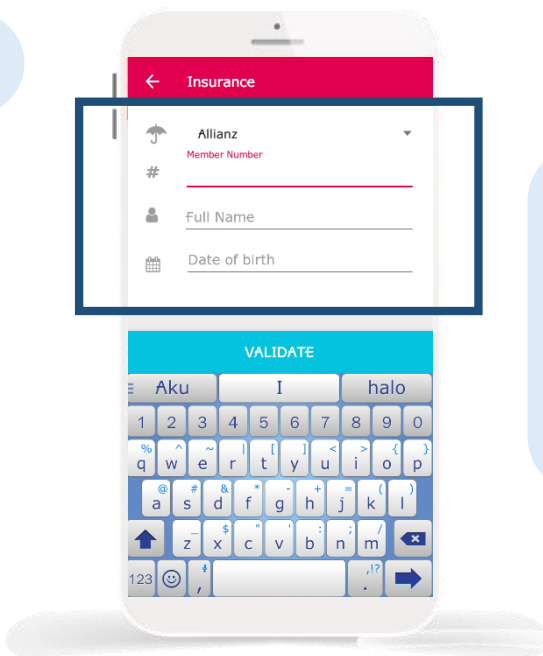 Insurance
Allianz
Member Number
#
Full Name
Date of birth
VALIDATE
Aku I halo
1 2 3 4 5 6 7 8 9 0
% ^ ~ | [ ] < > { }
q w e r t y u i o p
@ # & * - + = ( )
a s d f g h j k l
_ $ " ' : ; /
z x c v b n m
,!?
123 , .